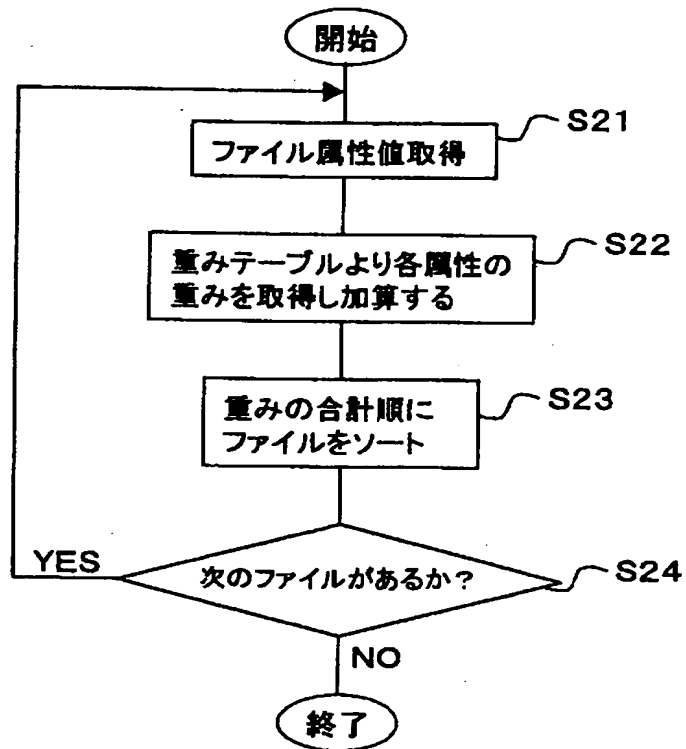 開始
ファイル属性値取得
S21
重みテーブルより各属性の
重みを取得し加算する
S22
重みの合計順に
ファイルをソート
S23
YES
次のファイルがあるか？
S24
NO
終了